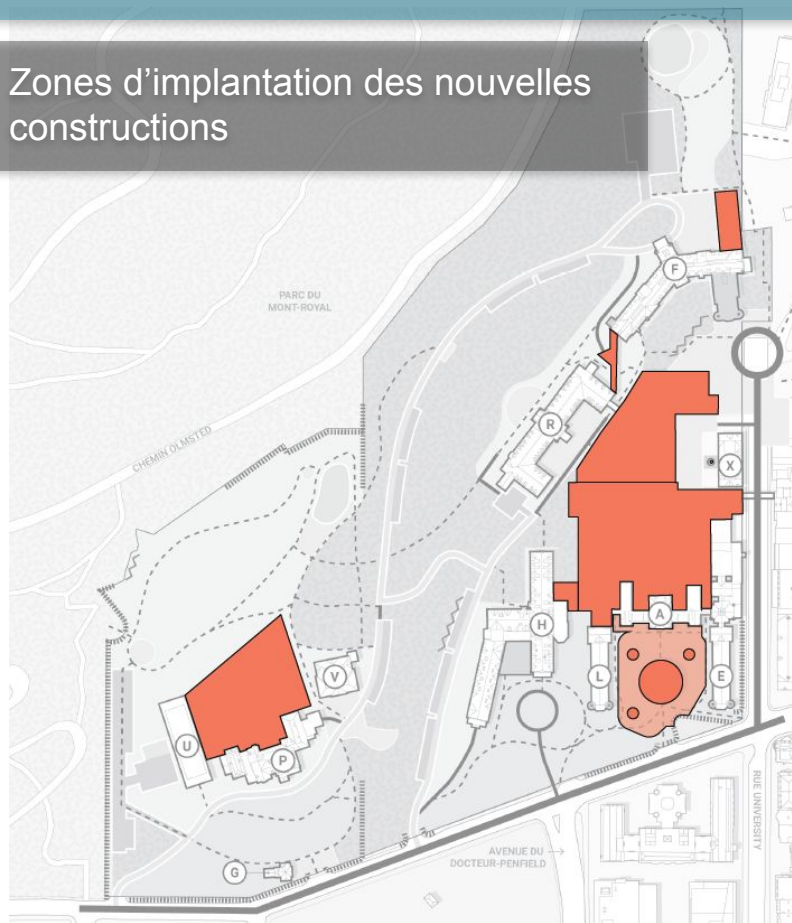 Zones d’implantation des nouvelles
constructions
PARC DU
MONT-ROYAL
CHEMIN OLMSTED
F
R
X
A
H
L
E
V
U
P
G
AVENUE DU
DOCTEUR-PENFIELD
RUE UNIVERSITY